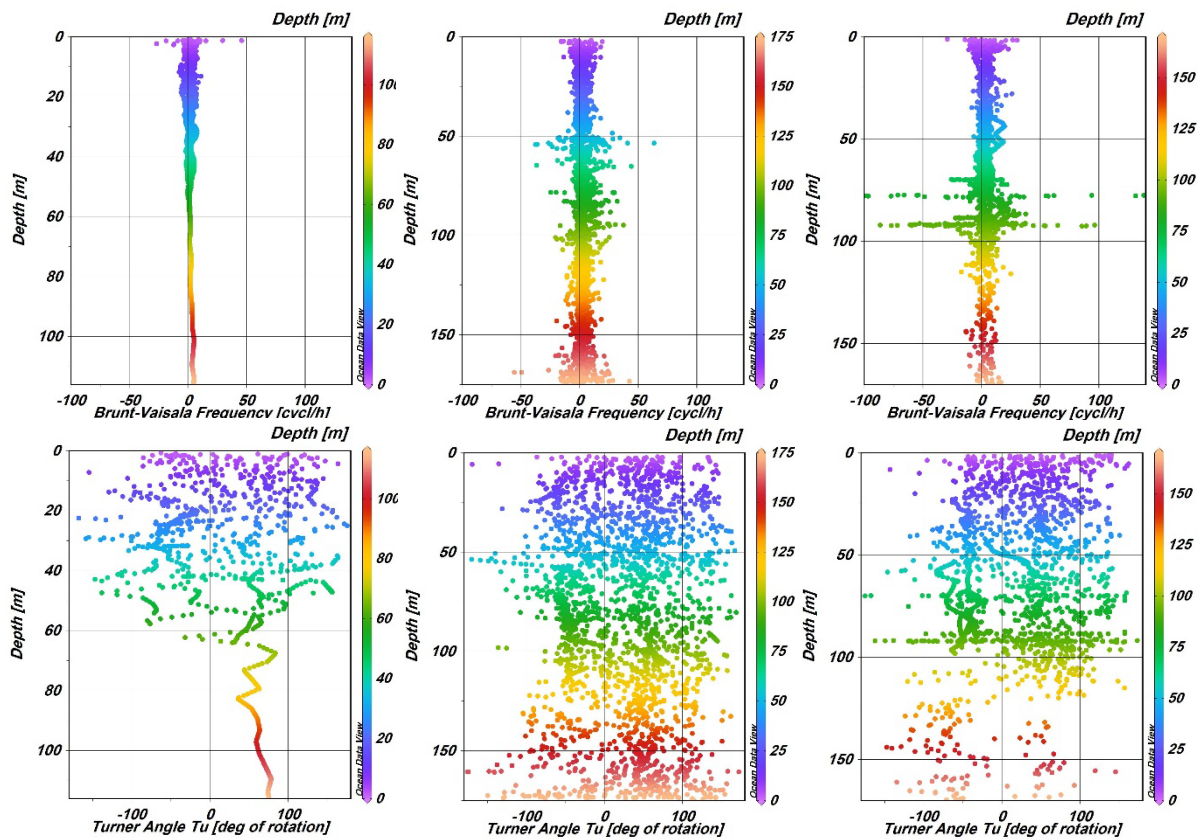 Depth [m] Depth [m] Depth [m]
0 0 175 0
20 100 150 150
40 80 50 125 50 125
60 60 100 100
80 40 100 75 100 75
100 20 150 50 150 50
0 25 25
0 0
Depth [m] Depth [m] Depth [m]
Ocean Data View Ocean Data View Ocean Data View
-100 -50 0 50 100 -100 -50 0 50 100 -100 -50 0 50 100
Brunt-Vaisala Frequency [cycl/h] Brunt-Vaisala Frequency [cycl/h] Brunt-Vaisala Frequency [cycl/h]
Depth [m] Depth [m] Depth [m]
0 0 175 0
20 100 150 150
40 80 50 125 50 125
60 60 100 100
80 40 100 75 100 75
100 20 150 50 150 50
0 25 25
0 0
Depth [m] Depth [m] Depth [m]
Ocean Data View Ocean Data View Ocean Data View
-100 0 100 -100 0 100 -100 0 100
Turner Angle Tu [deg of rotation] Turner Angle Tu [deg of rotation] Turner Angle Tu [deg of rotation]